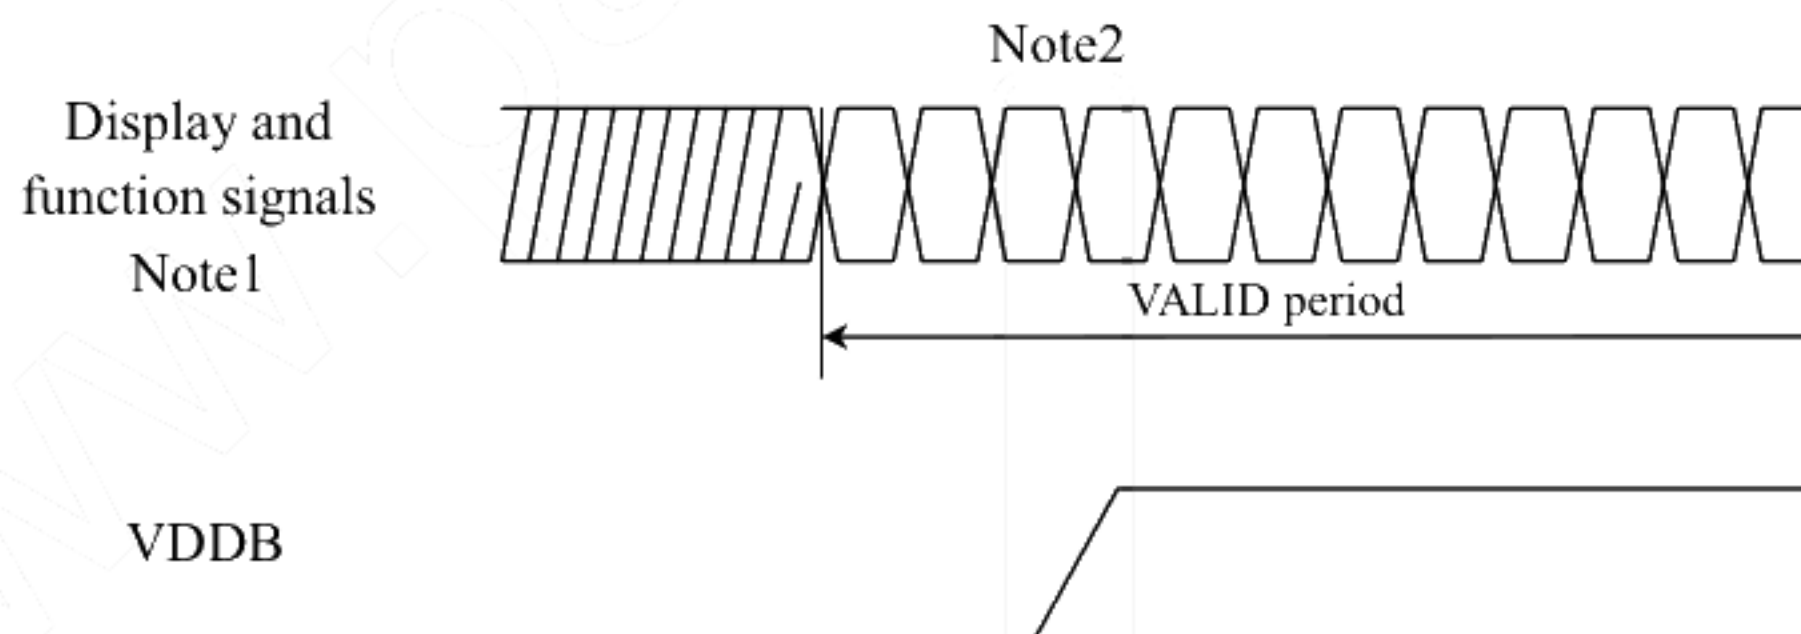 Note2
Display and
function signals
Note1
VALID period
VDDB